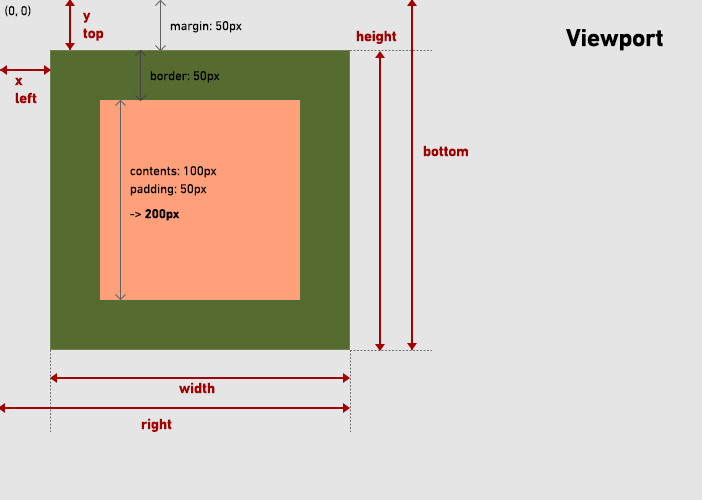 (0, 0)
y
top
margin: 50px
height
Viewport
x
left
border: 50px
bottom
contents: 100px
padding: 50px
-> 200px
width
right